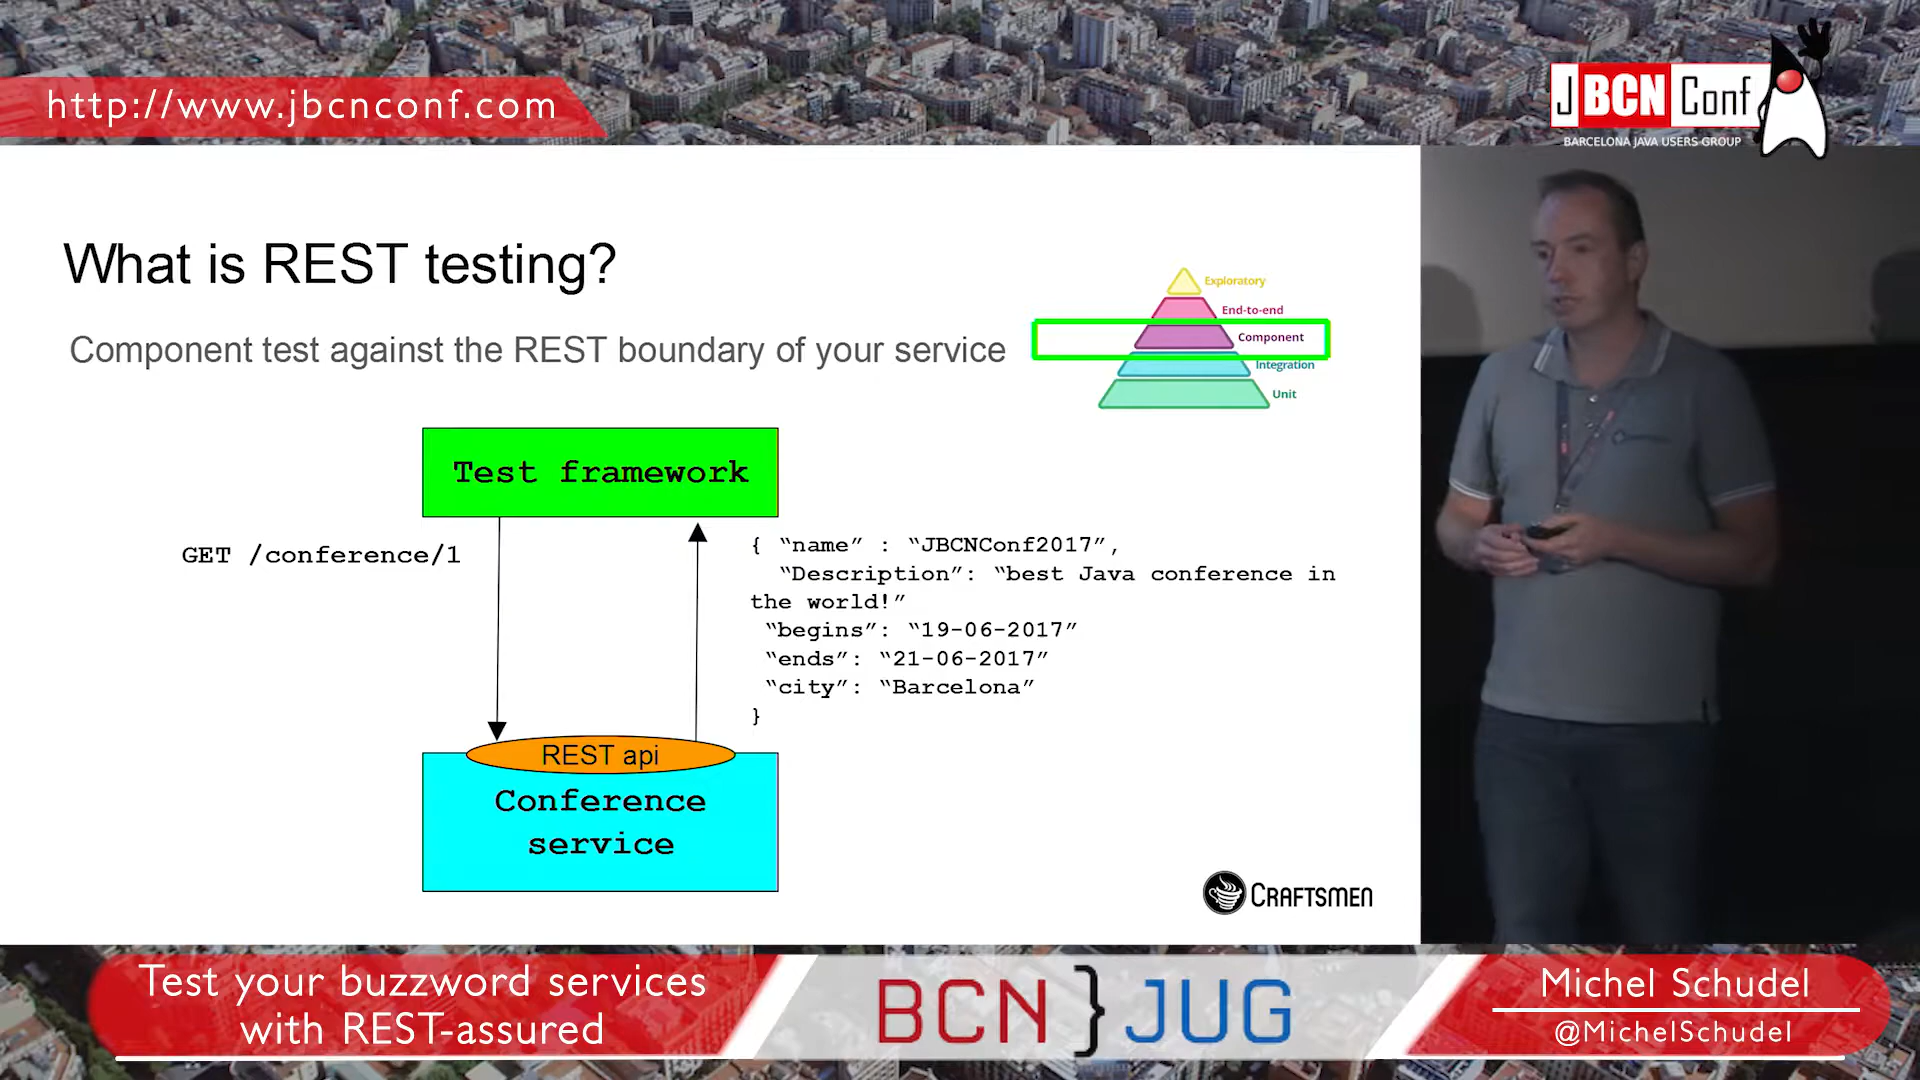 http://www.jbcnconf.com
J BCN Conf
BARCELONA JAVA USERS GROUP
What is REST testing?
Component test against the REST boundary of your service
Exploratory
End-to-end
Component
Integration
Unit
Test framework
GET /conference/1
{ “name” : “JBCNConf2017”,
“Description”: “best Java conference in
the world!”
“begins”: “19-06-2017”
“ends”: “21-06-2017”
“city”: “Barcelona”
}
REST api
Conference
service
CRAFTSMEN
Test your buzzword services
with REST-assured
BCN } JUG
Michel Schudel
@MichelSchudel